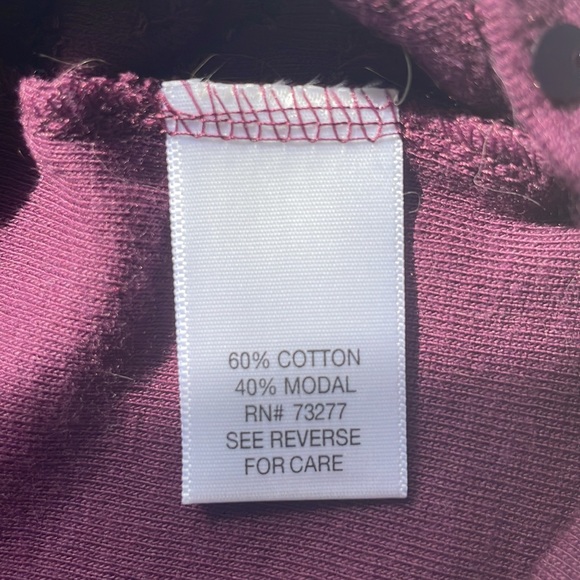 60% COTTON
40% MODAL
RN# 73277
SEE REVERSE
FOR CARE